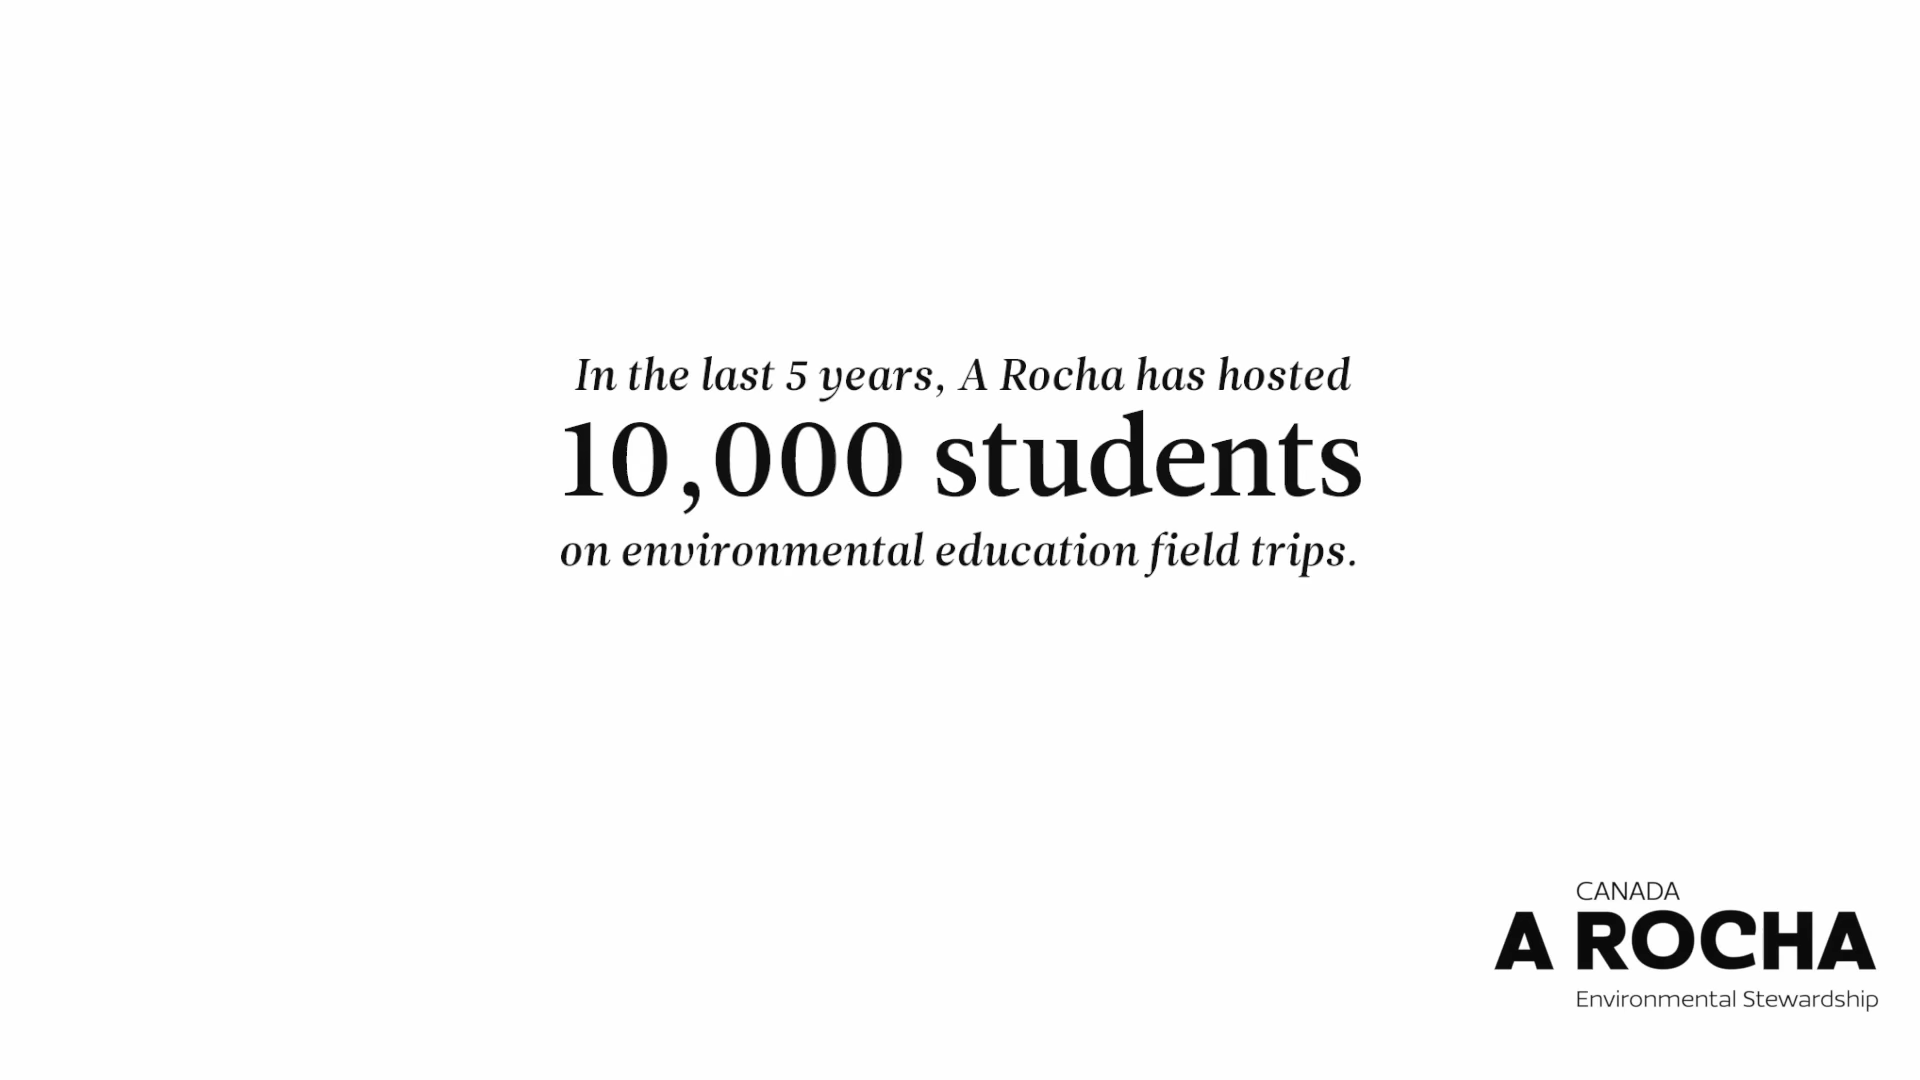 In the last 5 years, A Rocha has hosted
10,000 students
on environmental education field trips.
CANADA
A ROCHA
Environmental Stewardship